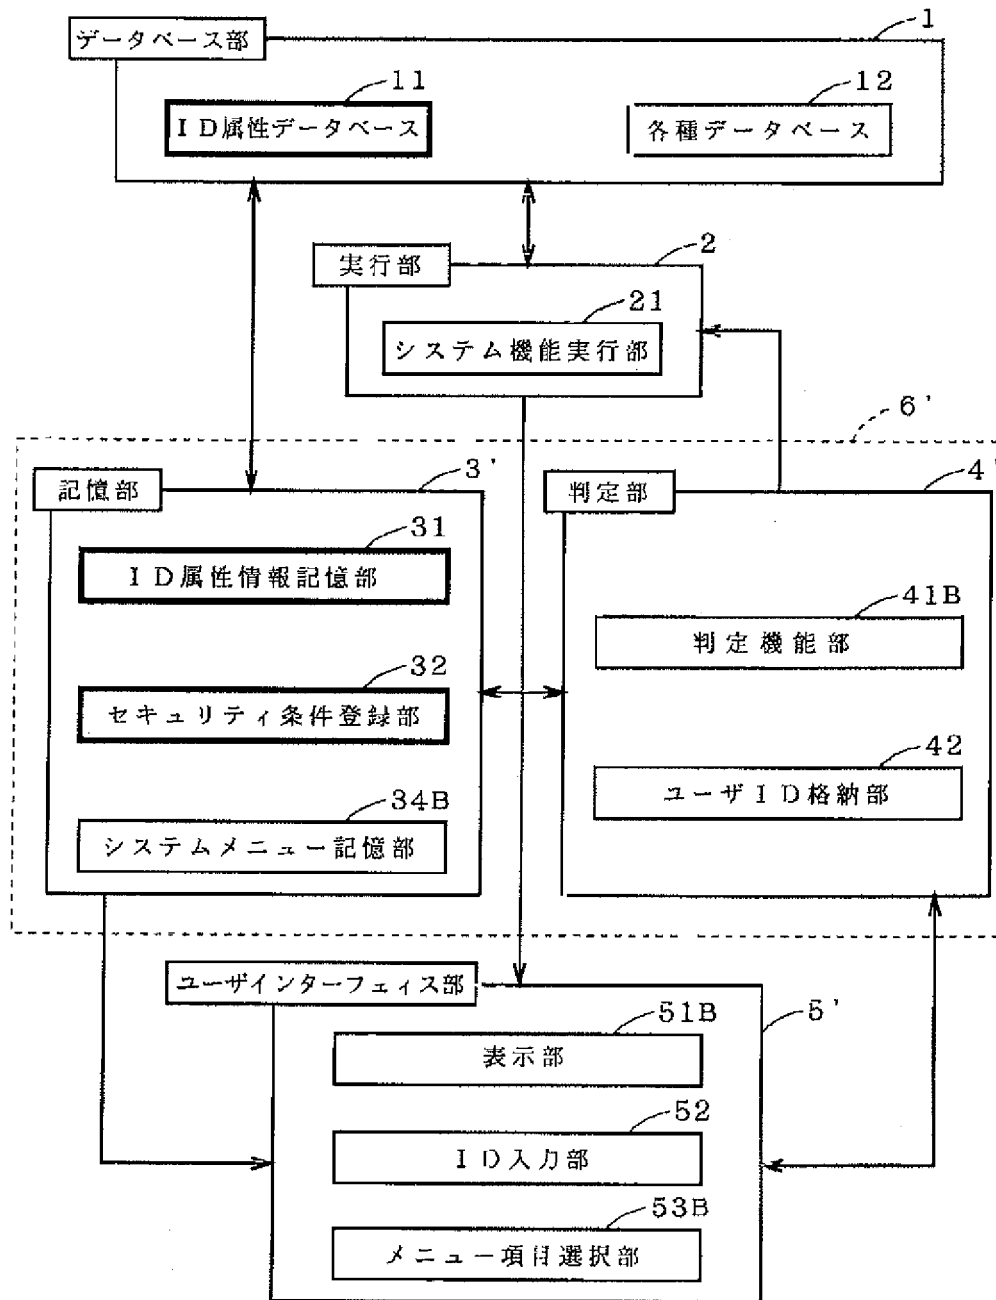 データベース部
1
11
12
ID属性データベース
各種データベース
実行部
2
21
システム機能実行部
6'
記憶部
3'
判定部
4'
31
ID属性情報記憶部
41B
判定機能部
32
セキュリティ条件登録部
42
ユーザID格納部
34B
システムメニュー記憶部
ユーザインターフェイス部
5'
51B
表示部
52
ID入力部
53B
メニュー項目選択部